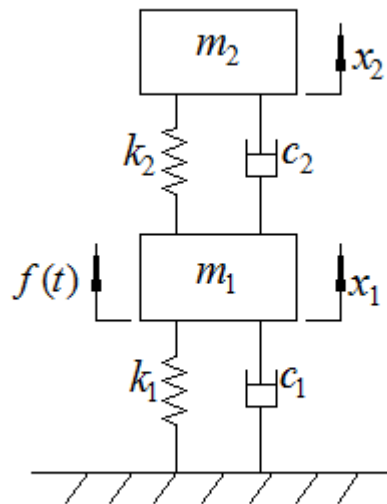 m₂
x₂
k₂
c₂
f(t)
m₁
x₁
k₁
c₁